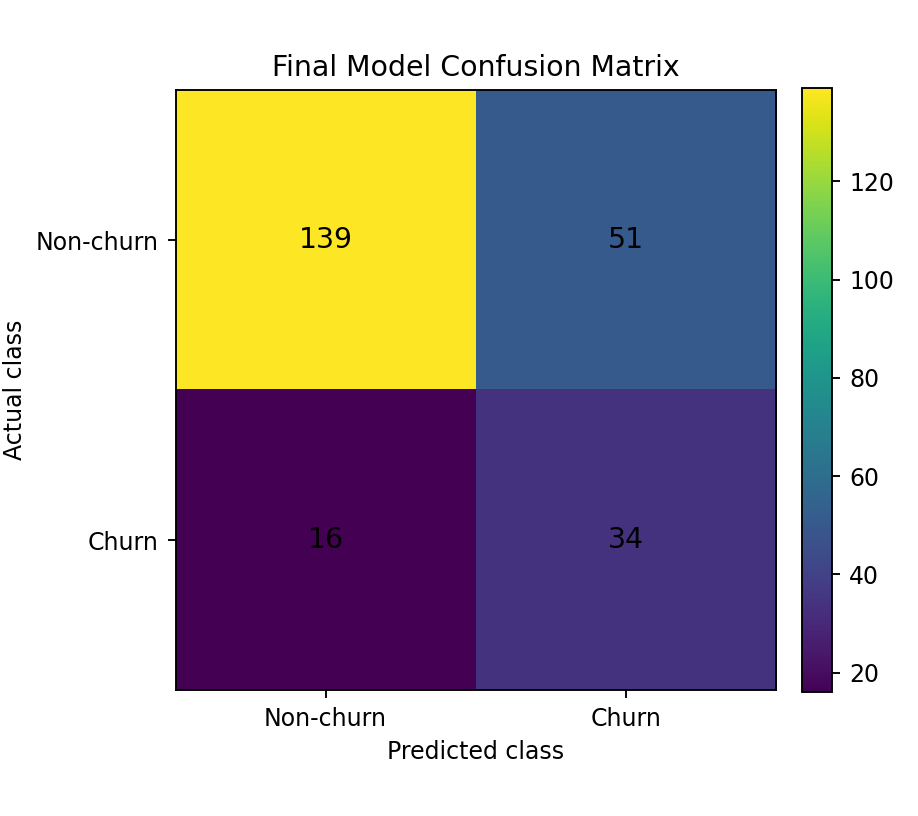 Final Model Confusion Matrix
Actual class
Non-churn
139
51
Churn
16
34
Non-churn
Churn
Predicted class
120
100
80
60
40
20